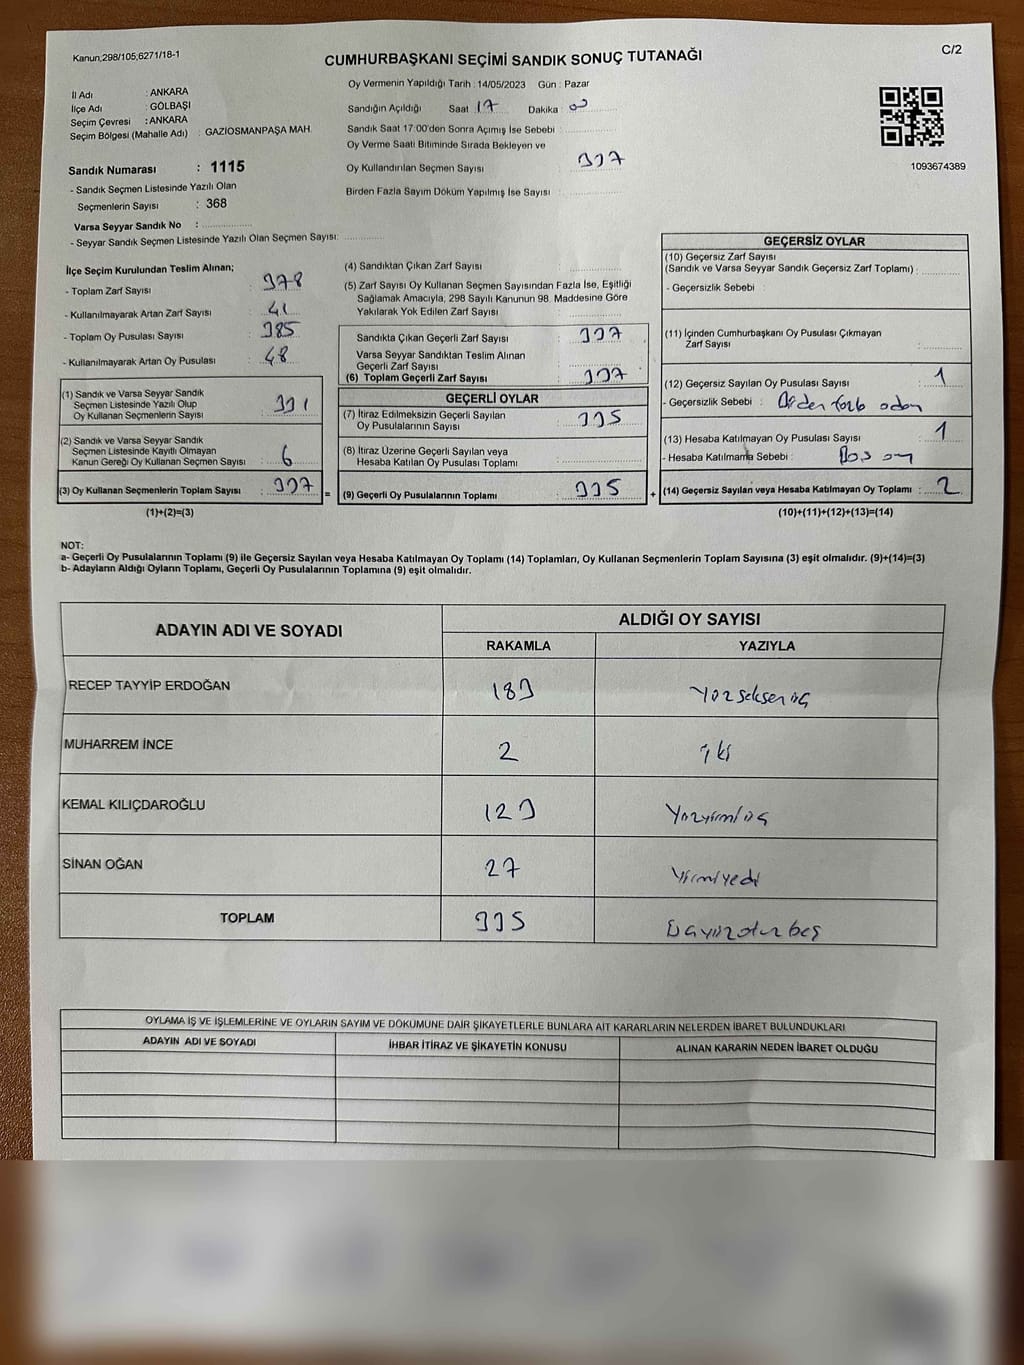 Kanun;298/105;6271/18-1
C/2
CUMHURBAŞKANI SEÇİMİ SANDIK SONUÇ TUTANAĞI
İl Adı : ANKARA
İlçe Adı : GÖLBAŞI
Seçim Çevresi : ANKARA
Seçim Bölgesi (Mahalle Adı) : GAZİOSMANPAŞA MAH.
Sandık Numarası : 1115
- Sandık Seçmen Listesinde Yazılı Olan
Seçmenlerin Sayısı : 368
Varsa Seyyar Sandık No :
- Seyyar Sandık Seçmen Listesinde Yazılı Olan Seçmen Sayısı:
Oy Vermenin Yapıldığı Tarih : 14/05/2023 Gün : Pazar
Sandığın Açıldığı Saat 17 Dakika : 00
Sandık Saat 17:00'den Sonra Açımış İse Sebebi :
Oy Verme Saati Bitiminde Sırada Bekleyen ve
Oy Kullandırılan Seçmen Sayısı : 337
Birden Fazla Sayım Döküm Yapılmış İse Sayısı :
1093674389
İlçe Seçim Kurulundan Teslim Alınan;
- Toplam Zarf Sayısı : 378
- Kullanılmayarak Artan Zarf Sayısı : 41
- Toplam Oy Pusulası Sayısı : 385
- Kullanılmayarak Artan Oy Pusulası : 48
(1) Sandık ve Varsa Seyyar Sandık
Seçmen Listesinde Yazılı Olup
Oy Kullanan Seçmenlerin Sayısı : 331
(2) Sandık ve Varsa Seyyar Sandık
Seçmen Listesinde Kayıtlı Olmayan
Kanun Gereği Oy Kullanan Seçmen Sayısı : 6
(3) Oy Kullanan Seçmenlerin Toplam Sayısı : 337
(1)+(2)=(3)
(4) Sandıktan Çıkan Zarf Sayısı :
(5) Zarf Sayısı Oy Kullanan Seçmen Sayısından Fazla İse, Eşitliği
Sağlamak Amacıyla, 298 Sayılı Kanunun 98. Maddesine Göre
Yakılarak Yok Edilen Zarf Sayısı :
Sandıkta Çıkan Geçerli Zarf Sayısı : 337
Varsa Seyyar Sandıktan Teslim Alınan
Geçerli Zarf Sayısı :
(6) Toplam Geçerli Zarf Sayısı : 337
GEÇERLİ OYLAR
(7) İtiraz Edilmeksizin Geçerli Sayılan
Oy Pusulalarının Sayısı : 335
(8) İtiraz Üzerine Geçerli Sayılan veya
Hesaba Katılan Oy Pusulası Toplamı :
= (9) Geçerli Oy Pusulalarının Toplamı : 335 +
GEÇERSİZ OYLAR
(10) Geçersiz Zarf Sayısı
(Sandık ve Varsa Seyyar Sandık Geçersiz Zarf Toplamı) :
- Geçersizlik Sebebi :
(11) İçinden Cumhurbaşkanı Oy Pusulası Çıkmayan
Zarf Sayısı :
(12) Geçersiz Sayılan Oy Pusulası Sayısı : 1
- Geçersizlik Sebebi : Birden fazla adam
(13) Hesaba Katılmayan Oy Pusulası Sayısı : 1
- Hesaba Katılmama Sebebi : Boş oy
(14) Geçersiz Sayılan veya Hesaba Katılmayan Oy Toplamı : 2
(10)+(11)+(12)+(13)=(14)
NOT:
a- Geçerli Oy Pusulalarının Toplamı (9) ile Geçersiz Sayılan veya Hesaba Katılmayan Oy Toplamı (14) Toplamları, Oy Kullanan Seçmenlerin Toplam Sayısına (3) eşit olmalıdır. (9)+(14)=(3)
b- Adayların Aldığı Oyların Toplamı, Geçerli Oy Pusulalarının Toplamına (9) eşit olmalıdır.
ADAYIN ADI VE SOYADI
ALDIĞI OY SAYISI
RAKAMLA YAZIYLA
RECEP TAYYİP ERDOĞAN 183 Yüzseksenüç
MUHARREM İNCE 2 iki
KEMAL KILIÇDAROĞLU 123 Yüzyirmiüç
SİNAN OĞAN 27 Yirmiyedi
TOPLAM 335
OYLAMA İŞ VE İŞLEMLERİNE VE OYLARIN SAYIM VE DÖKÜMÜNE DAİR ŞİKAYETLERLE BUNLARA AİT KARARLARIN NELERDEN İBARET BULUNDUKLARI
ADAYIN ADI VE SOYADI İHBAR İTİRAZ VE ŞİKAYETİN KONUSU ALINAN KARARIN NEDEN İBARET OLDUĞU